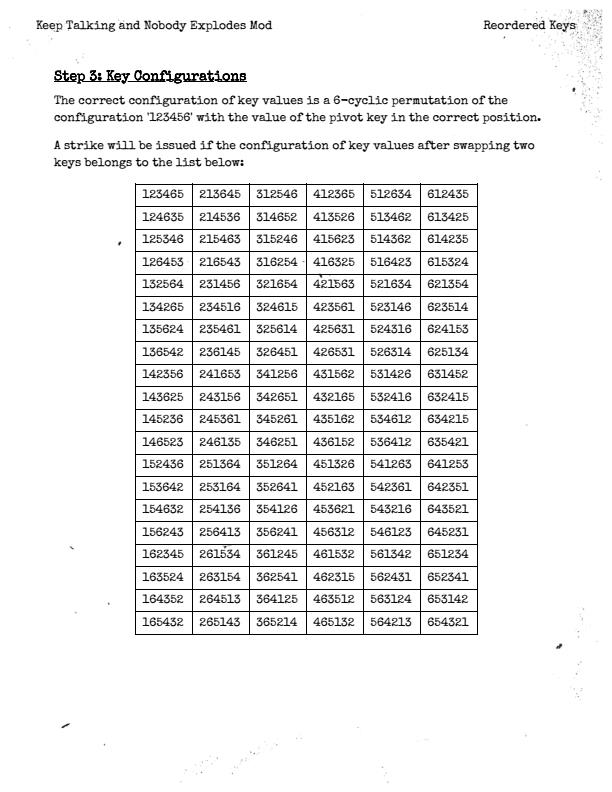 Keep Talking and Nobody Explodes Mod Reordered Keys
Step 3: Key Configurations
The correct configuration of key values is a 6-cyclic permutation of the
configuration '123456' with the value of the pivot key in the correct position.
A strike will be issued if the configuration of key values after swapping two
keys belongs to the list below:
123465 213645 312546 412365 512634 612435
124635 214536 314652 413526 513462 613425
125346 215463 315246 415623 514362 614235
126453 216543 316254 416325 516423 615324
132564 231456 321654 421563 521634 621354
134265 234516 324615 423561 523146 623514
135624 235461 325614 425631 524316 624153
136542 236145 326451 426531 526314 625134
142356 241653 341256 431562 531426 631452
143625 243156 342651 432165 532416 632415
145236 245361 345261 435162 534612 634215
146523 246135 346251 436152 536412 635421
152436 251364 351264 451326 541263 641253
153642 253164 352641 452163 542361 642351
154632 254136 354126 453621 543216 643521
156243 256413 356241 456312 546123 645231
162345 261534 361245 461532 561342 651234
163524 263154 362541 462315 562431 652341
164352 264513 364125 463512 563124 653142
165432 265143 365214 465132 564213 654321